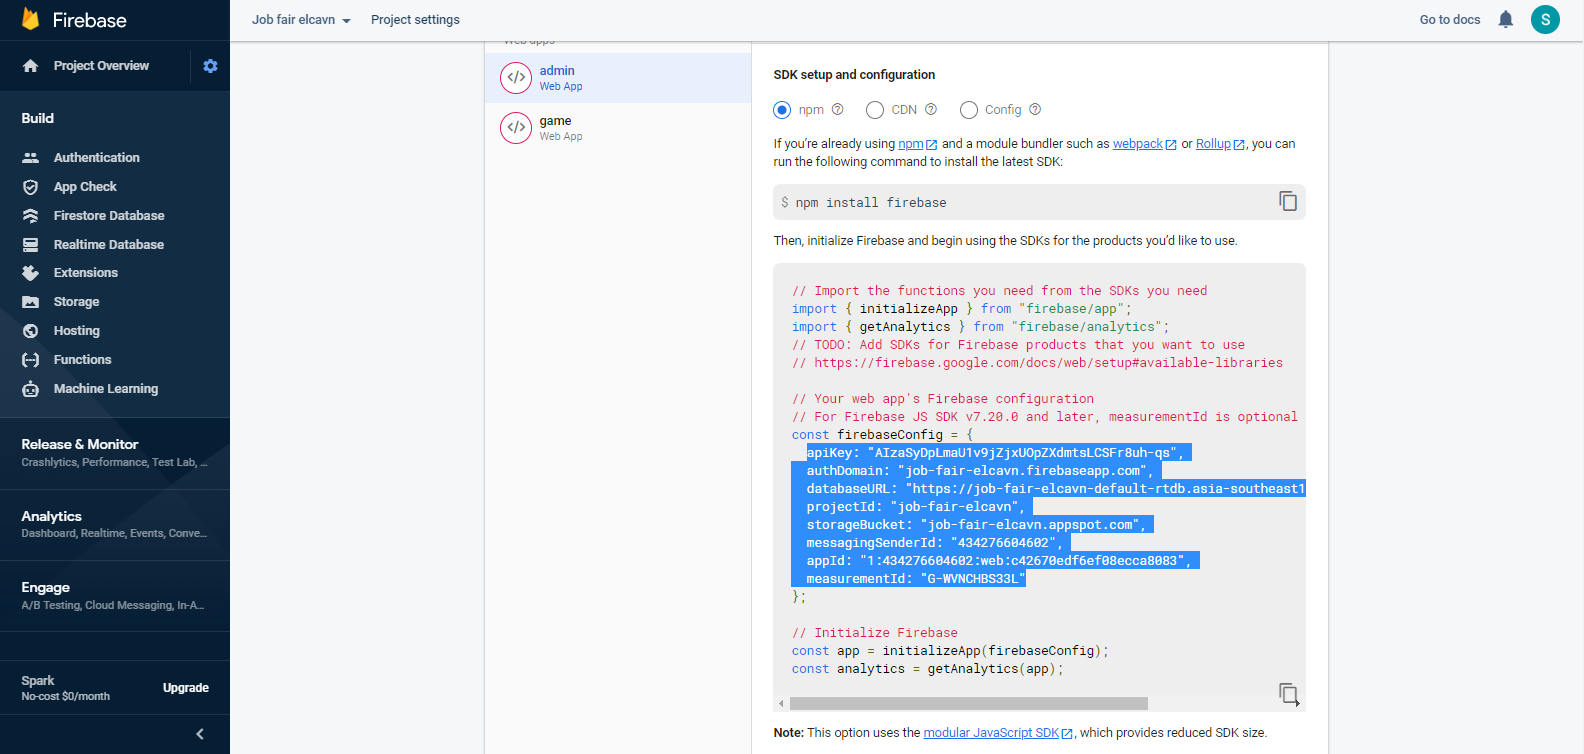 Firebase
Job fair elcavn
Project settings
Go to docs
S
Project Overview
Build
Authentication
App Check
Firestore Database
Realtime Database
Extensions
Storage
Hosting
Functions
Machine Learning
Release & Monitor
Crashlytics, Performance, Test Lab, ...
Analytics
Dashboard, Realtime, Events, Conve...
Engage
A/B Testing, Cloud Messaging, In-A...
Spark
No-cost $0/month
Upgrade
Web apps
admin
Web App
game
Web App
SDK setup and configuration
npm
CDN
Config
If you’re already using npm and a module bundler such as webpack or Rollup, you can
run the following command to install the latest SDK:
$ npm install firebase
Then, initialize Firebase and begin using the SDKs for the products you’d like to use.
// Import the functions you need from the SDKs you need
import { initializeApp } from "firebase/app";
import { getAnalytics } from "firebase/analytics";
// TODO: Add SDKs for Firebase products that you want to use
// https://firebase.google.com/docs/web/setup#available-libraries
// Your web app's Firebase configuration
// For Firebase JS SDK v7.20.0 and later, measurementId is optional
const firebaseConfig = {
apiKey: "AIzaSyDpLmaU1v9jZjxUOpZXdmtsLCSFr8uh-qs",
authDomain: "job-fair-elcavn.firebaseapp.com",
databaseURL: "https://job-fair-elcavn-default-rtdb.asia-southeast1
projectId: "job-fair-elcavn",
storageBucket: "job-fair-elcavn.appspot.com",
messagingSenderId: "434276604602",
appId: "1:434276604602:web:c42670edf6ef08ecca8083",
measurementId: "G-WVNCHBS33L"
};
// Initialize Firebase
const app = initializeApp(firebaseConfig);
const analytics = getAnalytics(app);
Note: This option uses the modular JavaScript SDK, which provides reduced SDK size.